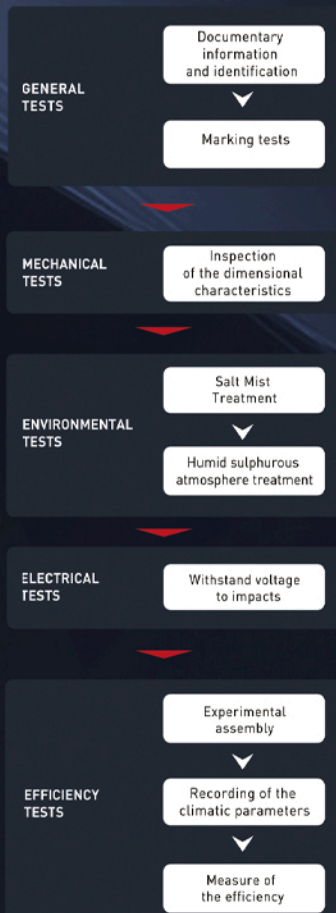 GENERAL
TESTS
Documentary
information
and identification
Marking tests
MECHANICAL
TESTS
Inspection
of the dimensional
characteristics
ENVIRONMENTAL
TESTS
Salt Mist
Treatment
Humid sulphurous
atmosphere treatment
ELECTRICAL
TESTS
Withstand voltage
to impacts
EFFICIENCY
TESTS
Experimental
assembly
Recording of the
climatic parameters
Measure of
the efficiency